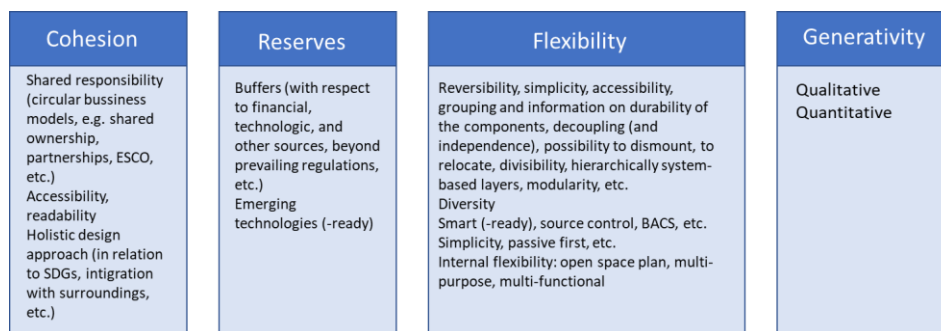 Cohesion
Shared responsibility
(circular bussiness
models, e.g. shared
ownership,
partnerships, ESCO,
etc.)
Accessibility,
readability
Holistic design
approach (in relation
to SDGs, intigration
with surroundings,
etc.)
Reserves
Buffers (with respect
to financial,
technologic, and
other sources, beyond
prevailing regulations,
etc.)
Emerging
technologies (-ready)
Flexibility
Reversibility, simplicity, accessibility,
grouping and information on durability of
the components, decoupling (and
independence), possibility to dismount, to
relocate, divisibility, hierarchically system-
based layers, modularity, etc.
Diversity
Smart (-ready), source control, BACS, etc.
Simplicity, passive first, etc.
Internal flexibility: open space plan, multi-
purpose, multi-functional
Generativity
Qualitative
Quantitative